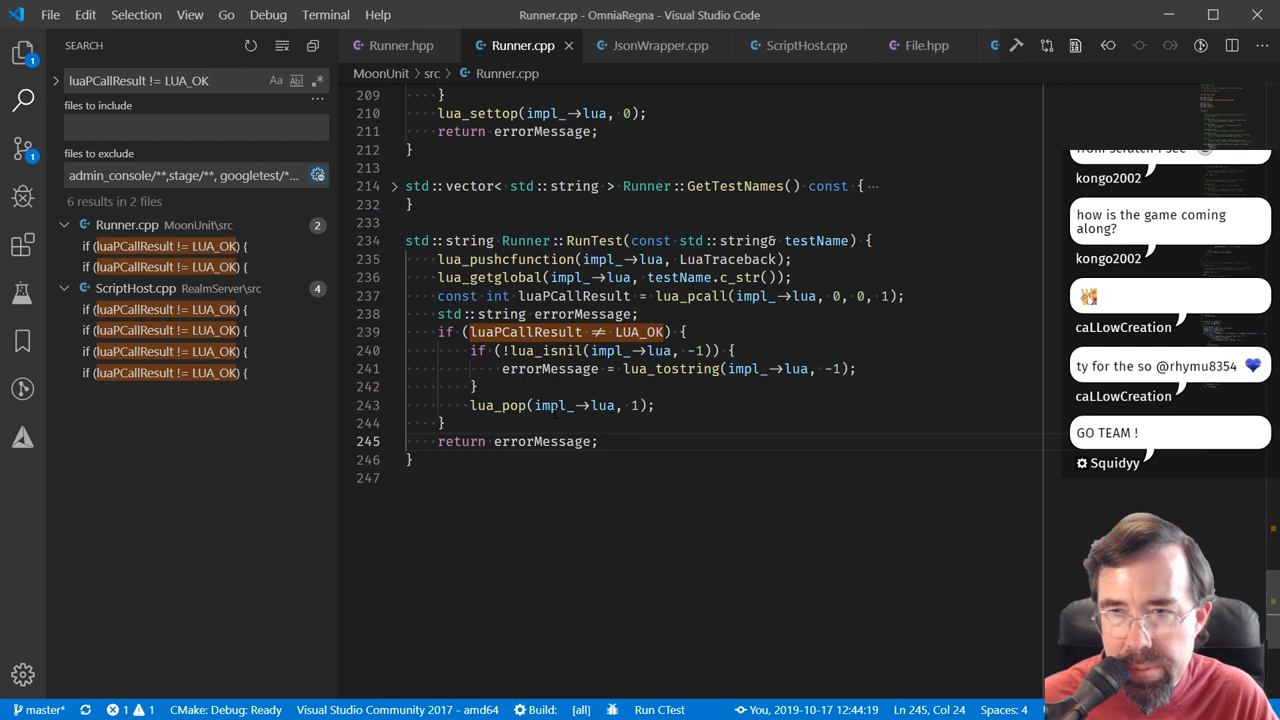 File Edit Selection View Go Debug Terminal Help
Runner.cpp - OmniaRegna - Visual Studio Code
SEARCH
Runner.hpp
Runner.cpp
JsonWrapper.cpp
ScriptHost.cpp
File.hpp
luaPCallResult != LUA_OK
Aa Abl .*
MoonUnit > src > Runner.cpp
files to include
files to exclude
admin_console/**,stage/**, googletest/*...
6 results in 2 files
Runner.cpp MoonUnit\src 2
if (luaPCallResult != LUA_OK) {
if (luaPCallResult != LUA_OK) {
ScriptHost.cpp RealmServer\src 4
if (luaPCallResult != LUA_OK) {
if (luaPCallResult != LUA_OK) {
if (luaPCallResult != LUA_OK) {
if (luaPCallResult != LUA_OK) {
209 }
210 lua_settop(impl_->lua, 0);
211 return errorMessage;
212 }
213
214 std::vector< std::string > Runner::GetTestNames() const {
232 }
233
234 std::string Runner::RunTest(const std::string& testName) {
235 lua_pushcfunction(impl_->lua, LuaTraceback);
236 lua_getglobal(impl_->lua, testName.c_str());
237 const int luaPCallResult = lua_pcall(impl_->lua, 0, 0, 1);
238 std::string errorMessage;
239 if (luaPCallResult != LUA_OK) {
240 if (!lua_isnil(impl_->lua, -1)) {
241 errorMessage = lua_tostring(impl_->lua, -1);
242 }
243 lua_pop(impl_->lua, 1);
244 }
245 return errorMessage;
246 }
247
kongo2002
how is the game coming
along?
kongo2002
caLLowCreation
ty for the so @rhymu8354 💙
caLLowCreation
GO TEAM !
Squidyy
master*
1 1
CMake: Debug: Ready
Visual Studio Community 2017 - amd64
Build: [all]
Run CTest
You, 2019-10-17 12:44:19
Ln 245, Col 24
Spaces: 4